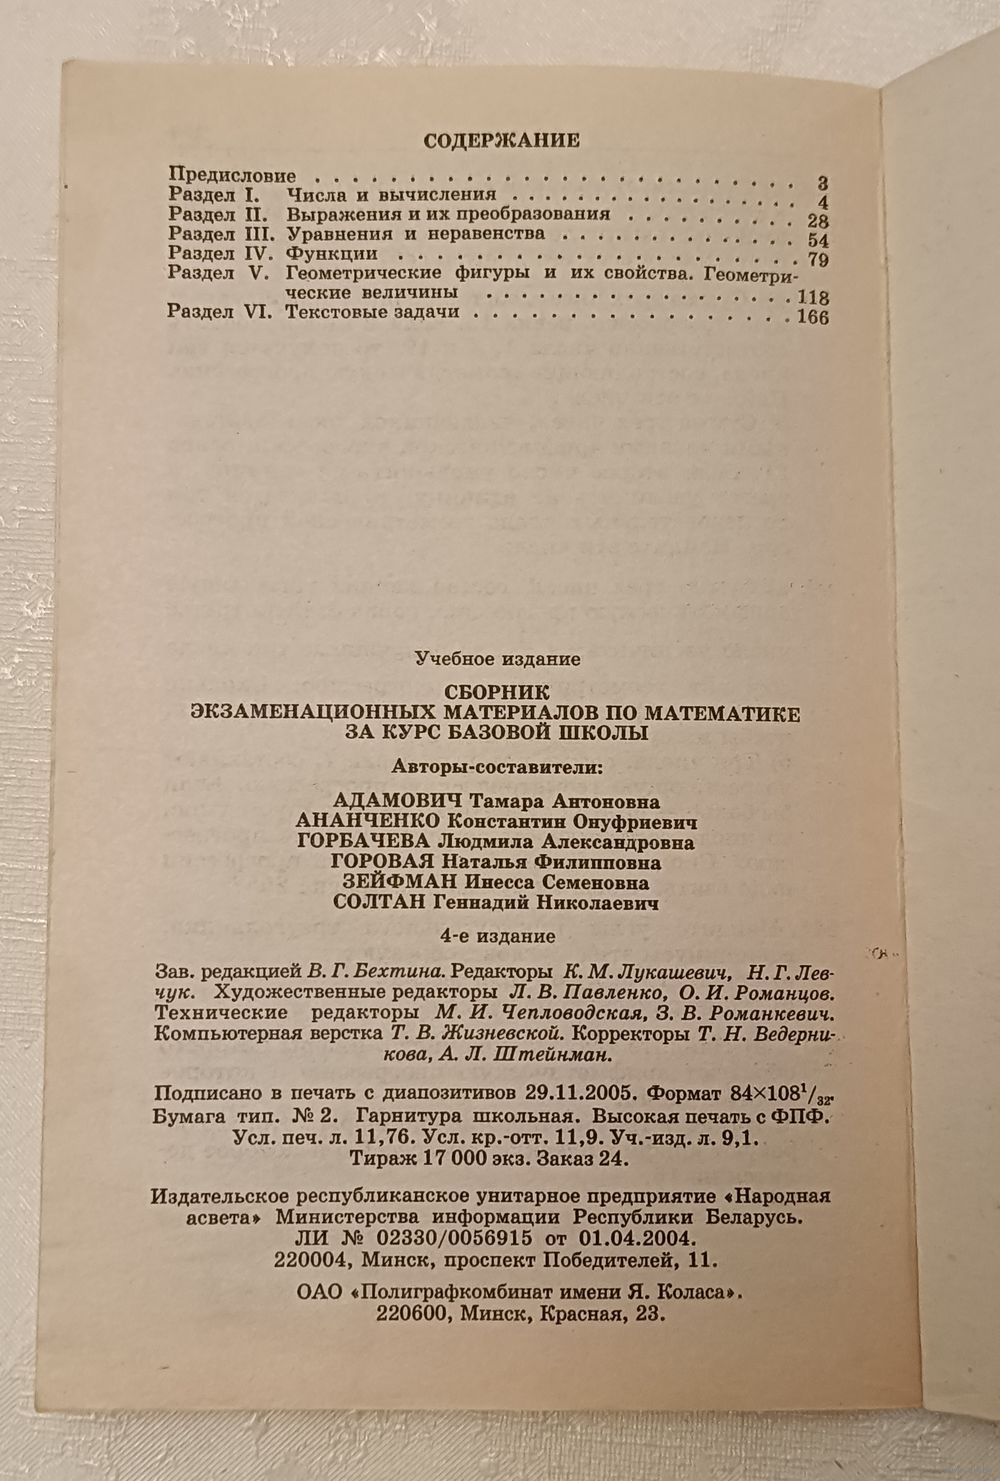 СОДЕРЖАНИЕ
Предисловие . . . . . . . . . . . . . . . . . . . . . . . . . 3
Раздел I. Числа и вычисления . . . . . . . . . . . . . . . . . 4
Раздел II. Выражения и их преобразования . . . . . . . . . . 28
Раздел III. Уравнения и неравенства . . . . . . . . . . . . . 54
Раздел IV. Функции . . . . . . . . . . . . . . . . . . . . . 79
Раздел V. Геометрические фигуры и их свойства. Геометри-
ческие величины . . . . . . . . . . . . . . . . . 118
Раздел VI. Текстовые задачи . . . . . . . . . . . . . . . . . 166
Учебное издание
СБОРНИК
ЭКЗАМЕНАЦИОННЫХ МАТЕРИАЛОВ ПО МАТЕМАТИКЕ
ЗА КУРС БАЗОВОЙ ШКОЛЫ
Авторы-составители:
АДАМОВИЧ Тамара Антоновна
АНАНЧЕНКО Константин Онуфриевич
ГОРБАЧЕВА Людмила Александровна
ГОРОВАЯ Наталья Филипповна
ЗЕЙФМАН Инесса Семеновна
СОЛТАН Геннадий Николаевич
4-е издание
Зав. редакцией В. Г. Бехтина. Редакторы К. М. Лукашевич, Н. Г. Лев-
чук. Художественные редакторы Л. В. Павленко, О. И. Романцов.
Технические редакторы М. И. Чепловодская, З. В. Романкевич.
Компьютерная верстка Т. В. Жизневской. Корректоры Т. Н. Ведерни-
кова, А. Л. Штейнман.
Подписано в печать с диапозитивов 29.11.2005. Формат 84×108 1/32.
Бумага тип. № 2. Гарнитура школьная. Высокая печать с ФПФ.
Усл. печ. л. 11,76. Усл. кр.-отт. 11,9. Уч.-изд. л. 9,1.
Тираж 17 000 экз. Заказ 24.
Издательское республиканское унитарное предприятие «Народная
асвета» Министерства информации Республики Беларусь.
ЛИ № 02330/0056915 от 01.04.2004.
220004, Минск, проспект Победителей, 11.
ОАО «Полиграфкомбинат имени Я. Коласа».
220600, Минск, Красная, 23.